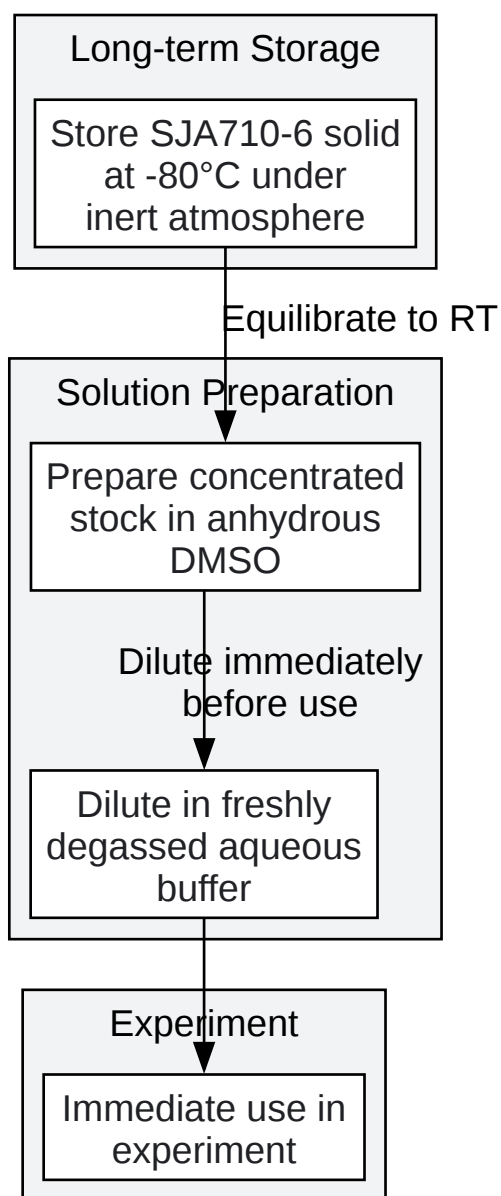 Long-term Storage
Store SJA710-6 solid
at -80°C under
inert atmosphere
Equilibrate to RT
Solution Preparation
Prepare concentrated
stock in anhydrous
DMSO
Dilute immediately
before use
Dilute in freshly
degassed aqueous
buffer
Experiment
Immediate use in
experiment